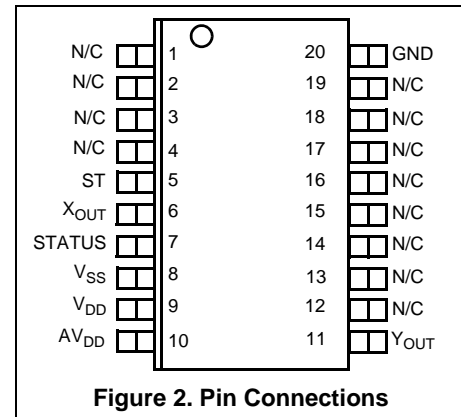 N/C 1 20 GND
N/C 2 19 N/C
N/C 3 18 N/C
N/C 4 17 N/C
ST 5 16 N/C
XOUT 6 15 N/C
STATUS 7 14 N/C
VSS 8 13 N/C
VDD 9 12 N/C
AVDD 10 11 YOUT
Figure 2. Pin Connections